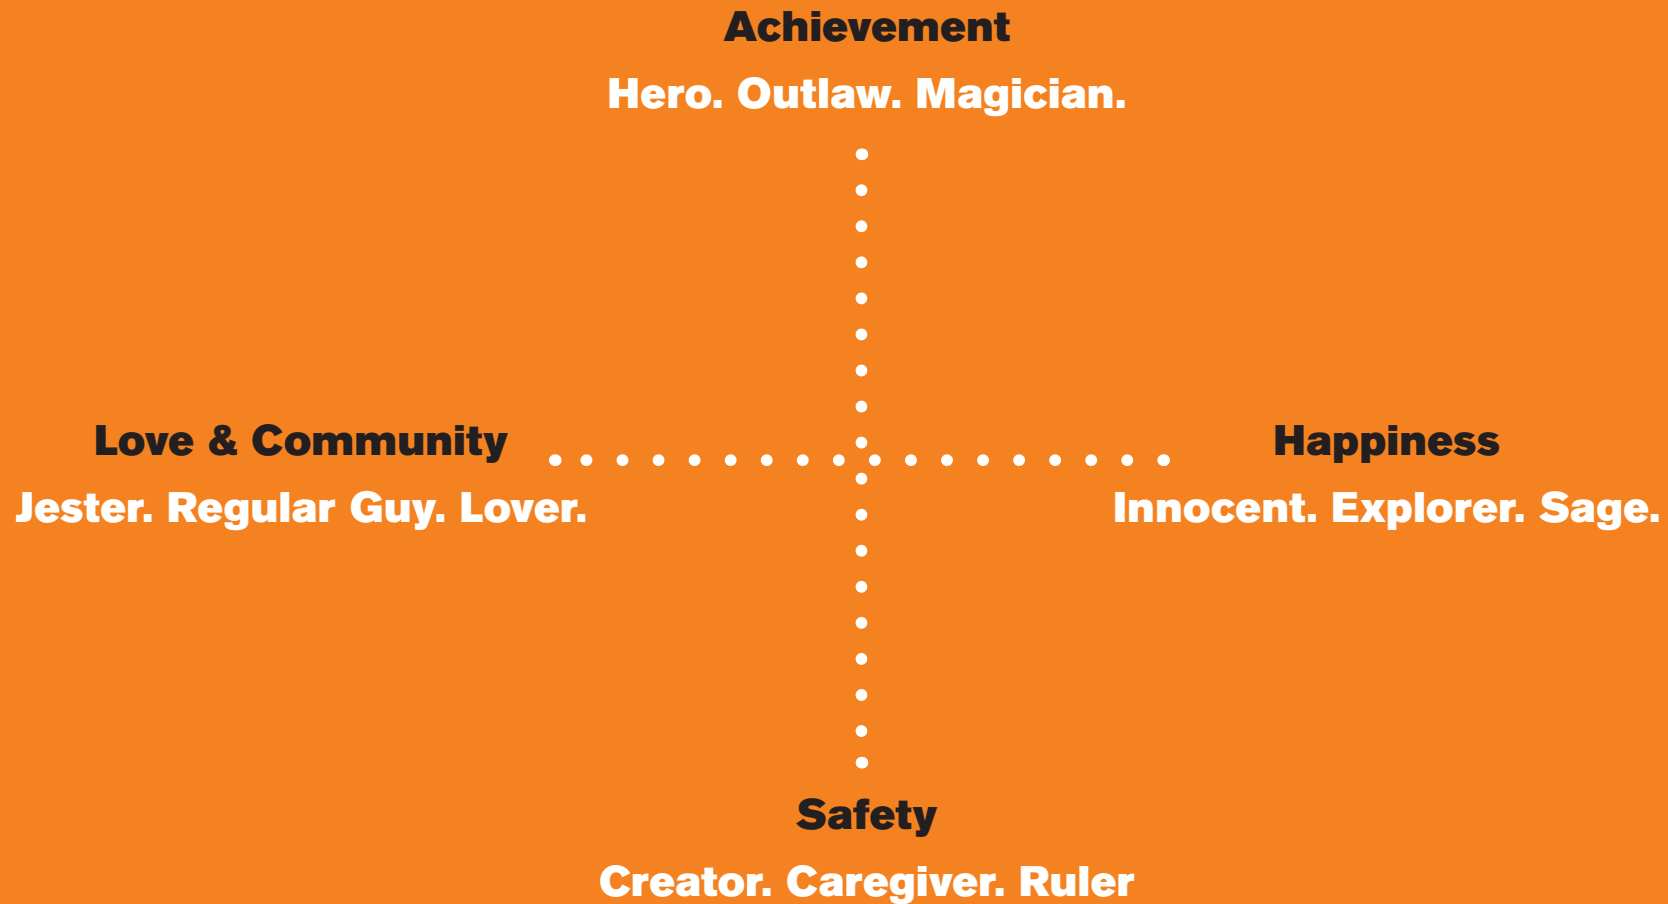 Achievement
Hero. Outlaw. Magician.
Love & Community
Jester. Regular Guy. Lover.
Happiness
Innocent. Explorer. Sage.
Safety
Creator. Caregiver. Ruler